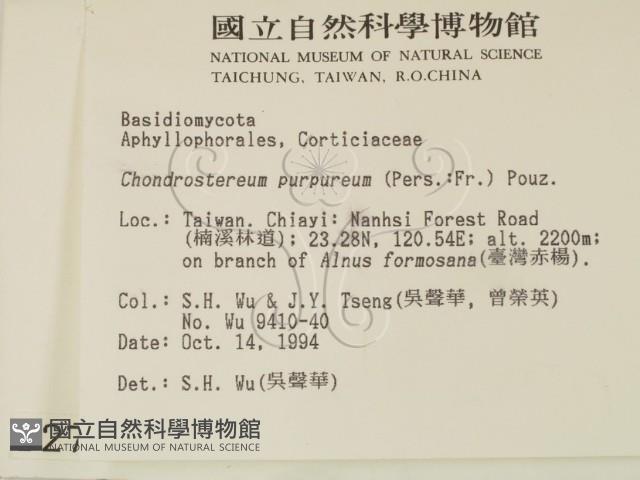 國立自然科學博物館
NATIONAL MUSEUM OF NATURAL SCIENCE
TAICHUNG, TAIWAN, R.O.CHINA
Basidiomycota
Aphyllophorales, Corticiaceae
Chondrostereum purpureum (Pers.:Fr.) Pouz.
Loc.: Taiwan. Chiayi: Nanhsi Forest Road
(楠溪林道); 23.28N, 120.54E; alt. 2200m;
on branch of Alnus formosana(臺灣赤楊).
Col.: S.H. Wu & J.Y. Tseng(吳聲華, 曾榮英)
No. Wu 9410-40
Date: Oct. 14, 1994
Det.: S.H. Wu(吳聲華)
27
國立自然科學博物館
NATIONAL MUSEUM OF NATURAL SCIENCE